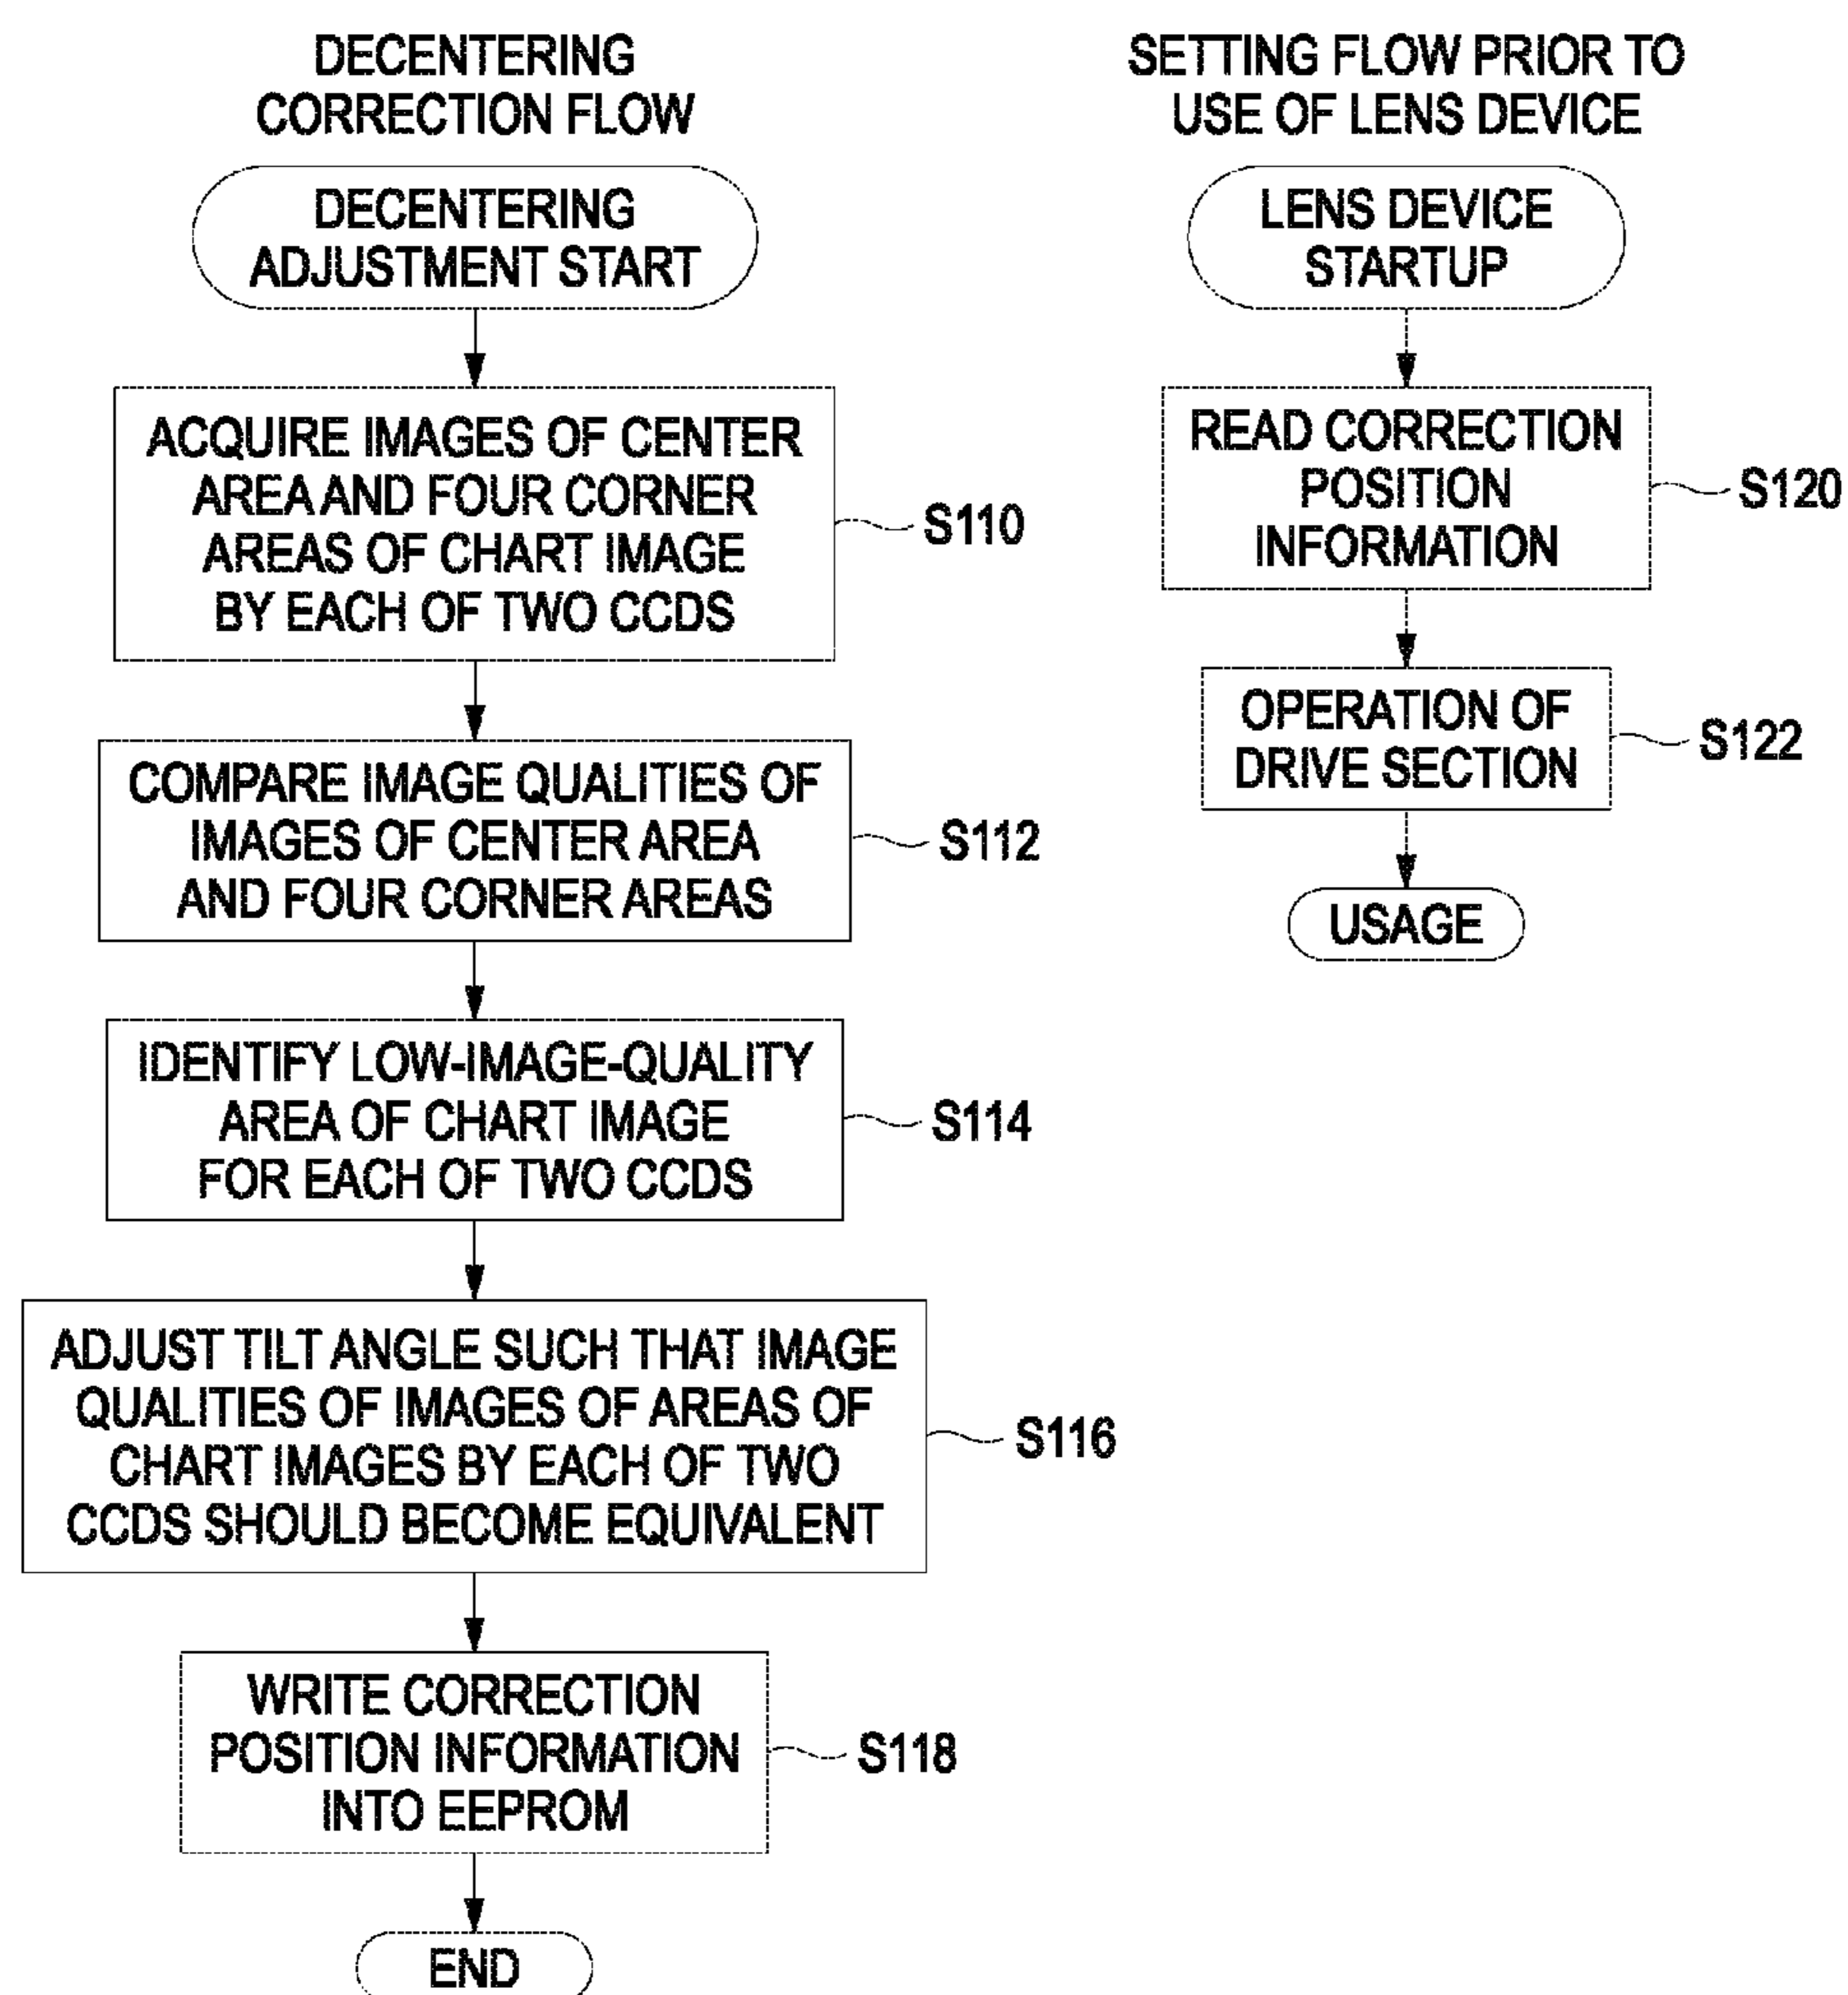 DECENTERING
CORRECTION FLOW
DECENTERING
ADJUSTMENT START
ACQUIRE IMAGES OF CENTER
AREA AND FOUR CORNER
AREAS OF CHART IMAGE
BY EACH OF TWO CCDS
S110
COMPARE IMAGE QUALITIES OF
IMAGES OF CENTER AREA
AND FOUR CORNER AREAS
S112
IDENTIFY LOW-IMAGE-QUALITY
AREA OF CHART IMAGE
FOR EACH OF TWO CCDS
S114
ADJUST TILT ANGLE SUCH THAT IMAGE
QUALITIES OF IMAGES OF AREAS OF
CHART IMAGES BY EACH OF TWO
CCDS SHOULD BECOME EQUIVALENT
S116
WRITE CORRECTION
POSITION INFORMATION
INTO EEPROM
S118
END
SETTING FLOW PRIOR TO
USE OF LENS DEVICE
LENS DEVICE
STARTUP
READ CORRECTION
POSITION
INFORMATION
S120
OPERATION OF
DRIVE SECTION
S122
USAGE